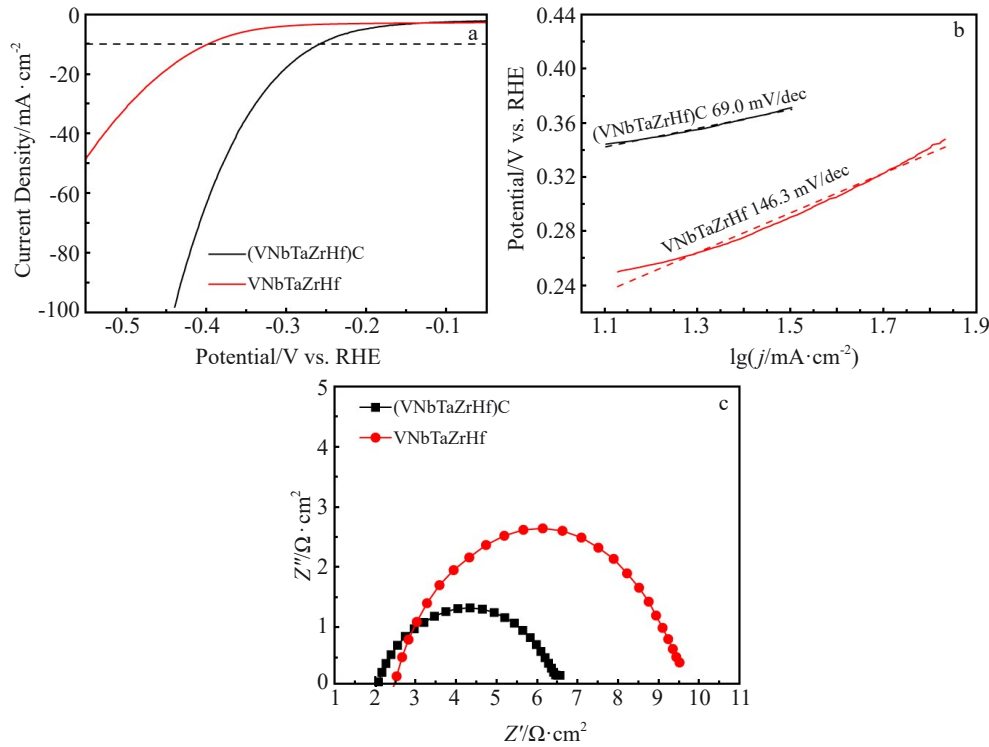 a
0
-20
-40
-60
-80
-100
Current Density/mA·cm⁻²
(VNbTaZrHf)C
VNbTaZrHf
-0.5
-0.4
-0.3
-0.2
-0.1
Potential/V vs. RHE
b
0.44
0.40
0.36
0.32
0.28
0.24
Potential/V vs. RHE
(VNbTaZrHf)C 69.0 mV/dec
VNbTaZrHf 146.3 mV/dec
1.1
1.3
1.5
1.7
1.9
lg(j/mA·cm⁻²)
c
5
4
3
2
1
0
Z″/Ω·cm²
(VNbTaZrHf)C
VNbTaZrHf
1
2
3
4
5
6
7
8
9
10
11
Z′/Ω·cm²